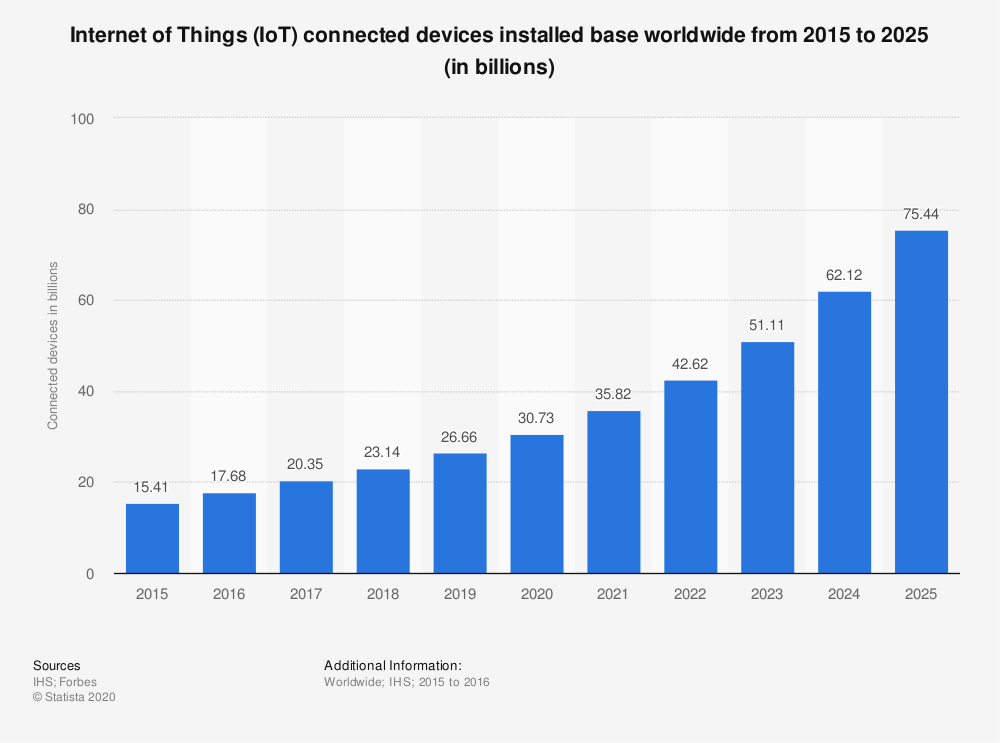 Internet of Things (IoT) connected devices installed base worldwide from 2015 to 2025
(in billions)
Connected devices in billions
100
80
60
40
20
0
15.41
17.68
20.35
23.14
26.66
30.73
35.82
42.62
51.11
62.12
75.44
2015 2016 2017 2018 2019 2020 2021 2022 2023 2024 2025
Sources
IHS; Forbes
© Statista 2020
Additional Information:
Worldwide; IHS; 2015 to 2016